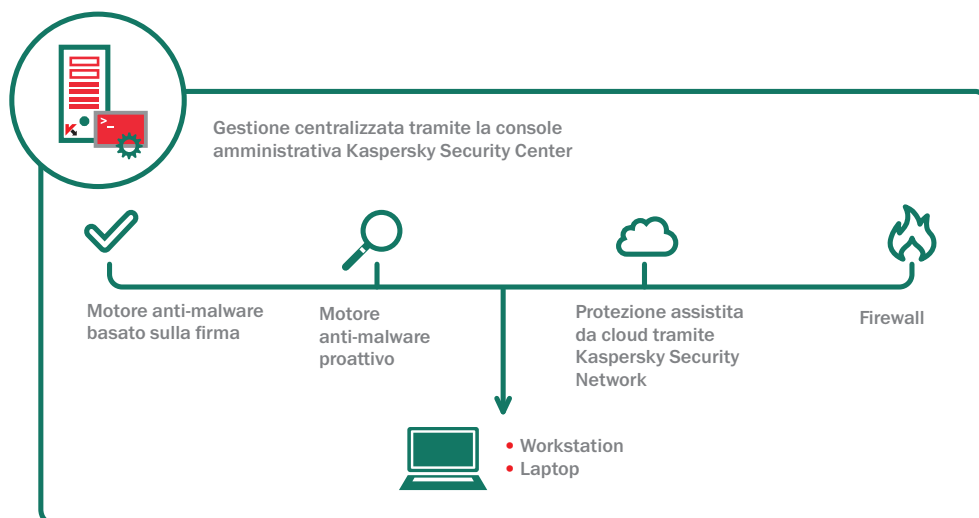 >_
Gestione centralizzata tramite la console
amministrativa Kaspersky Security Center
Motore anti-malware
basato sulla firma
Motore
anti-malware
proattivo
Protezione assistita
da cloud tramite
Kaspersky Security
Network
Firewall
• Workstation
• Laptop